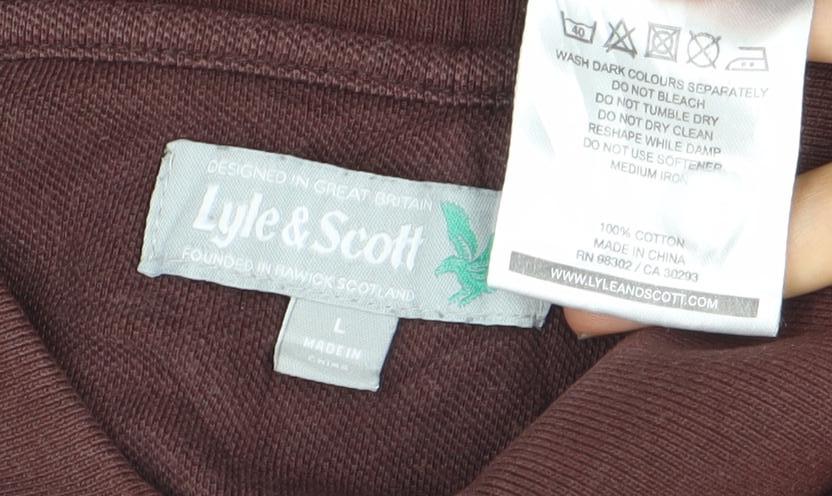 DESIGNED IN GREAT BRITAIN
Lyle & Scott
FOUNDED IN HAWICK SCOTLAND
L
MADE IN
CHINA
40
WASH DARK COLOURS SEPARATELY
DO NOT BLEACH
DO NOT TUMBLE DRY
DO NOT DRY CLEAN
RESHAPE WHILE DAMP
DO NOT USE SOFTENER
MEDIUM IRON
100% COTTON
MADE IN CHINA
RN 98302 / CA 30293
WWW.LYLEANDSCOTT.COM